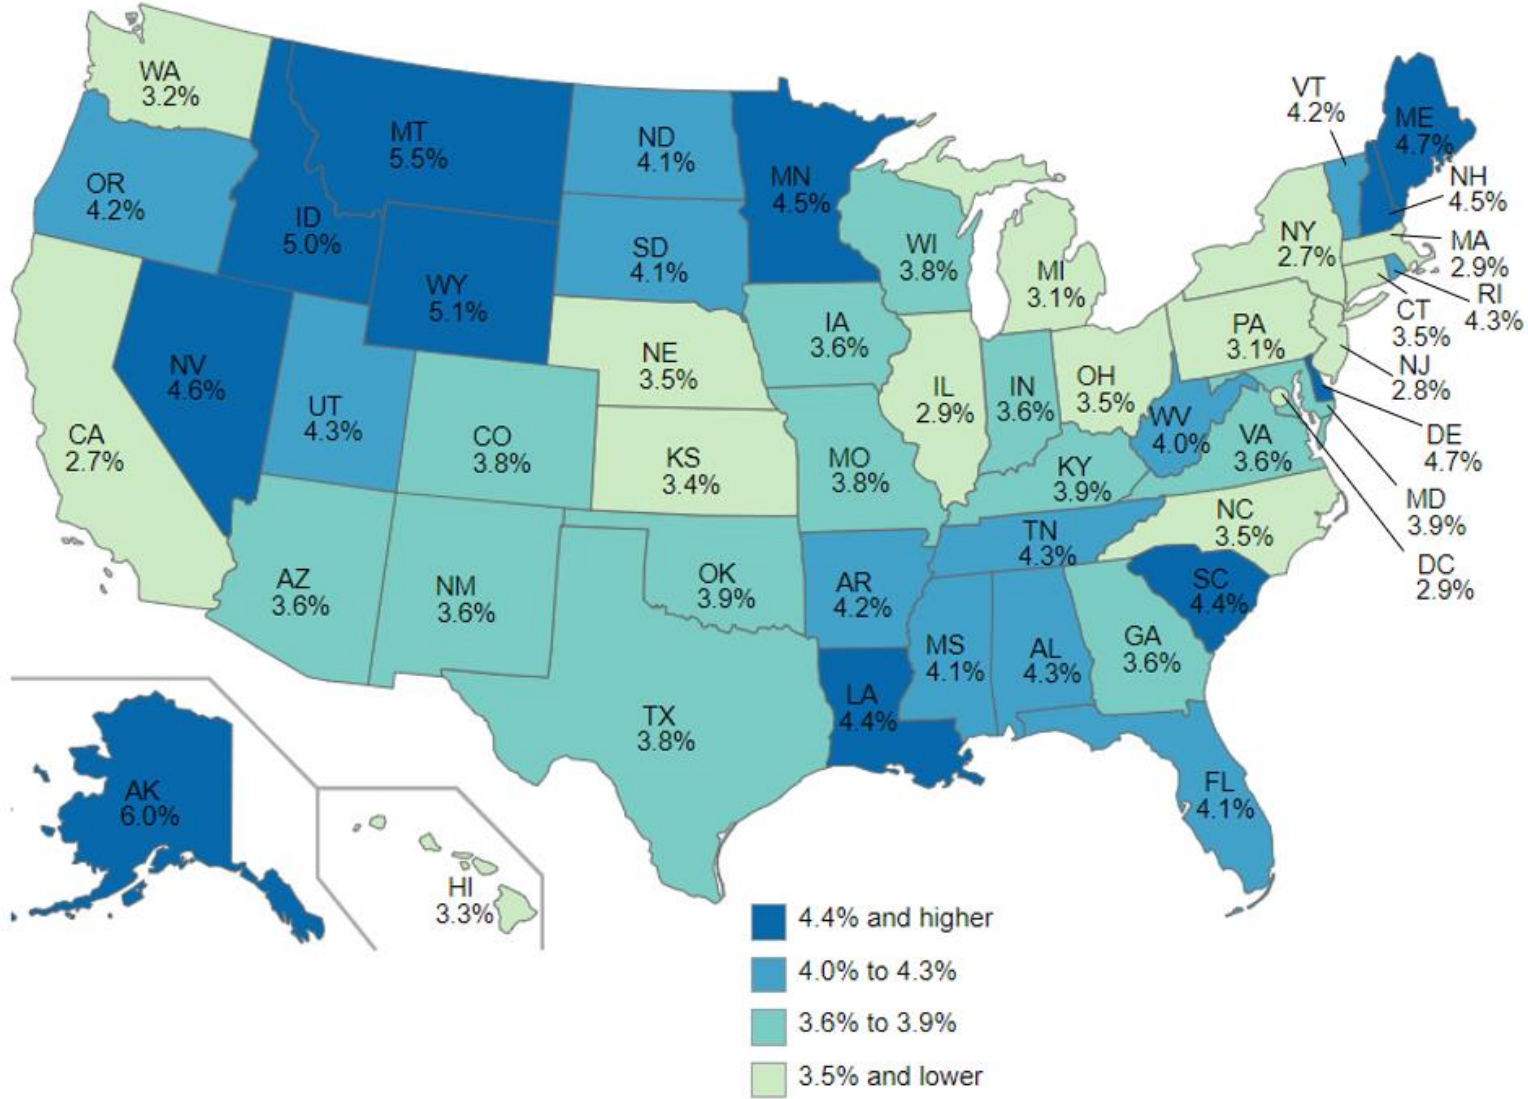 WA
3.2%
MT
5.5%
ND
4.1%
MN
4.5%
VT
4.2%
ME
4.7%
OR
4.2%
ID
5.0%
WY
5.1%
SD
4.1%
WI
3.8%
MI
3.1%
NY
2.7%
NH
4.5%
MA
2.9%
RI
4.3%
CT
3.5%
NJ
2.8%
DE
4.7%
MD
3.9%
DC
2.9%
NV
4.6%
UT
4.3%
CA
2.7%
CO
3.8%
NE
3.5%
KS
3.4%
IA
3.6%
MO
3.8%
IL
2.9%
IN
3.6%
OH
3.5%
PA
3.1%
WV
4.0%
VA
3.6%
KY
3.9%
TN
4.3%
NC
3.5%
SC
4.4%
AZ
3.6%
NM
3.6%
OK
3.9%
AR
4.2%
MS
4.1%
AL
4.3%
GA
3.6%
TX
3.8%
LA
4.4%
FL
4.1%
AK
6.0%
HI
3.3%
4.4% and higher
4.0% to 4.3%
3.6% to 3.9%
3.5% and lower